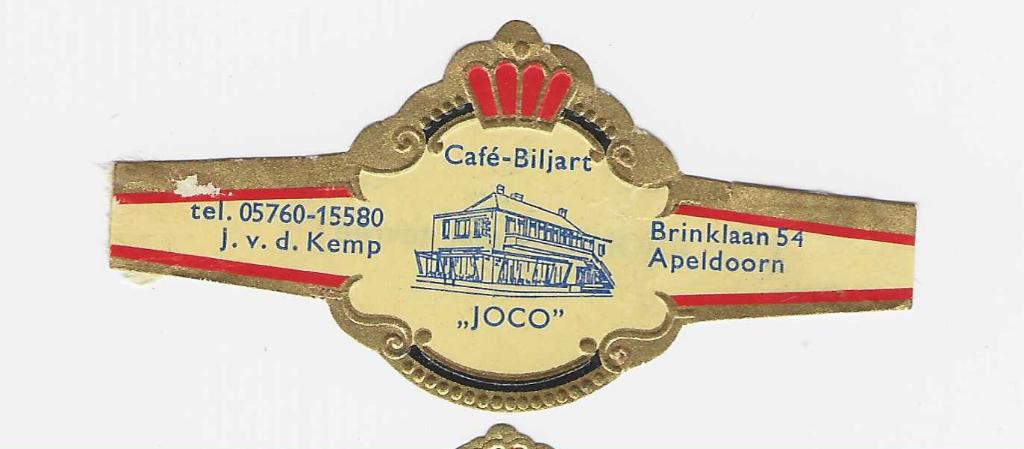 Café-Biljart
tel. 05760-15580
J. v. d. Kemp
„JOCO”
Brinklaan 54
Apeldoorn